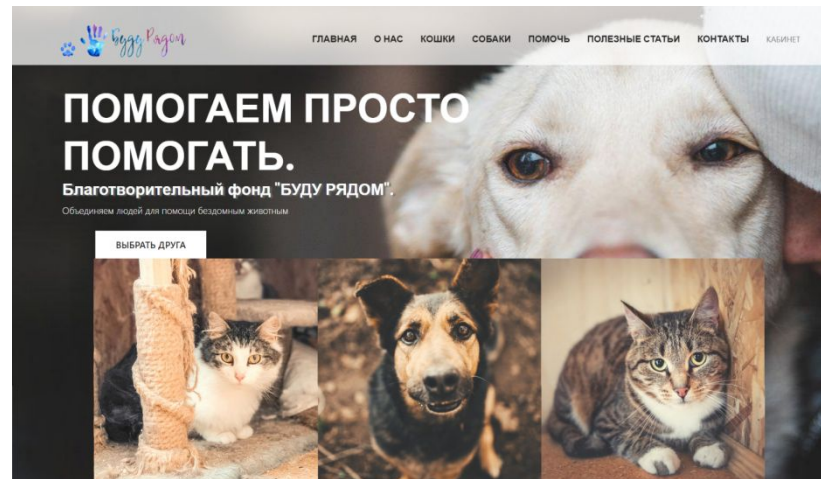 Буду Рядом
ГЛАВНАЯ О НАС КОШКИ СОБАКИ ПОМОЧЬ ПОЛЕЗНЫЕ СТАТЬИ КОНТАКТЫ КАБИНЕТ
ПОМОГАЕМ ПРОСТО
ПОМОГАТЬ.
Благотворительный фонд "БУДУ РЯДОМ".
Объединяем людей для помощи бездомным животным
ВЫБРАТЬ ДРУГА